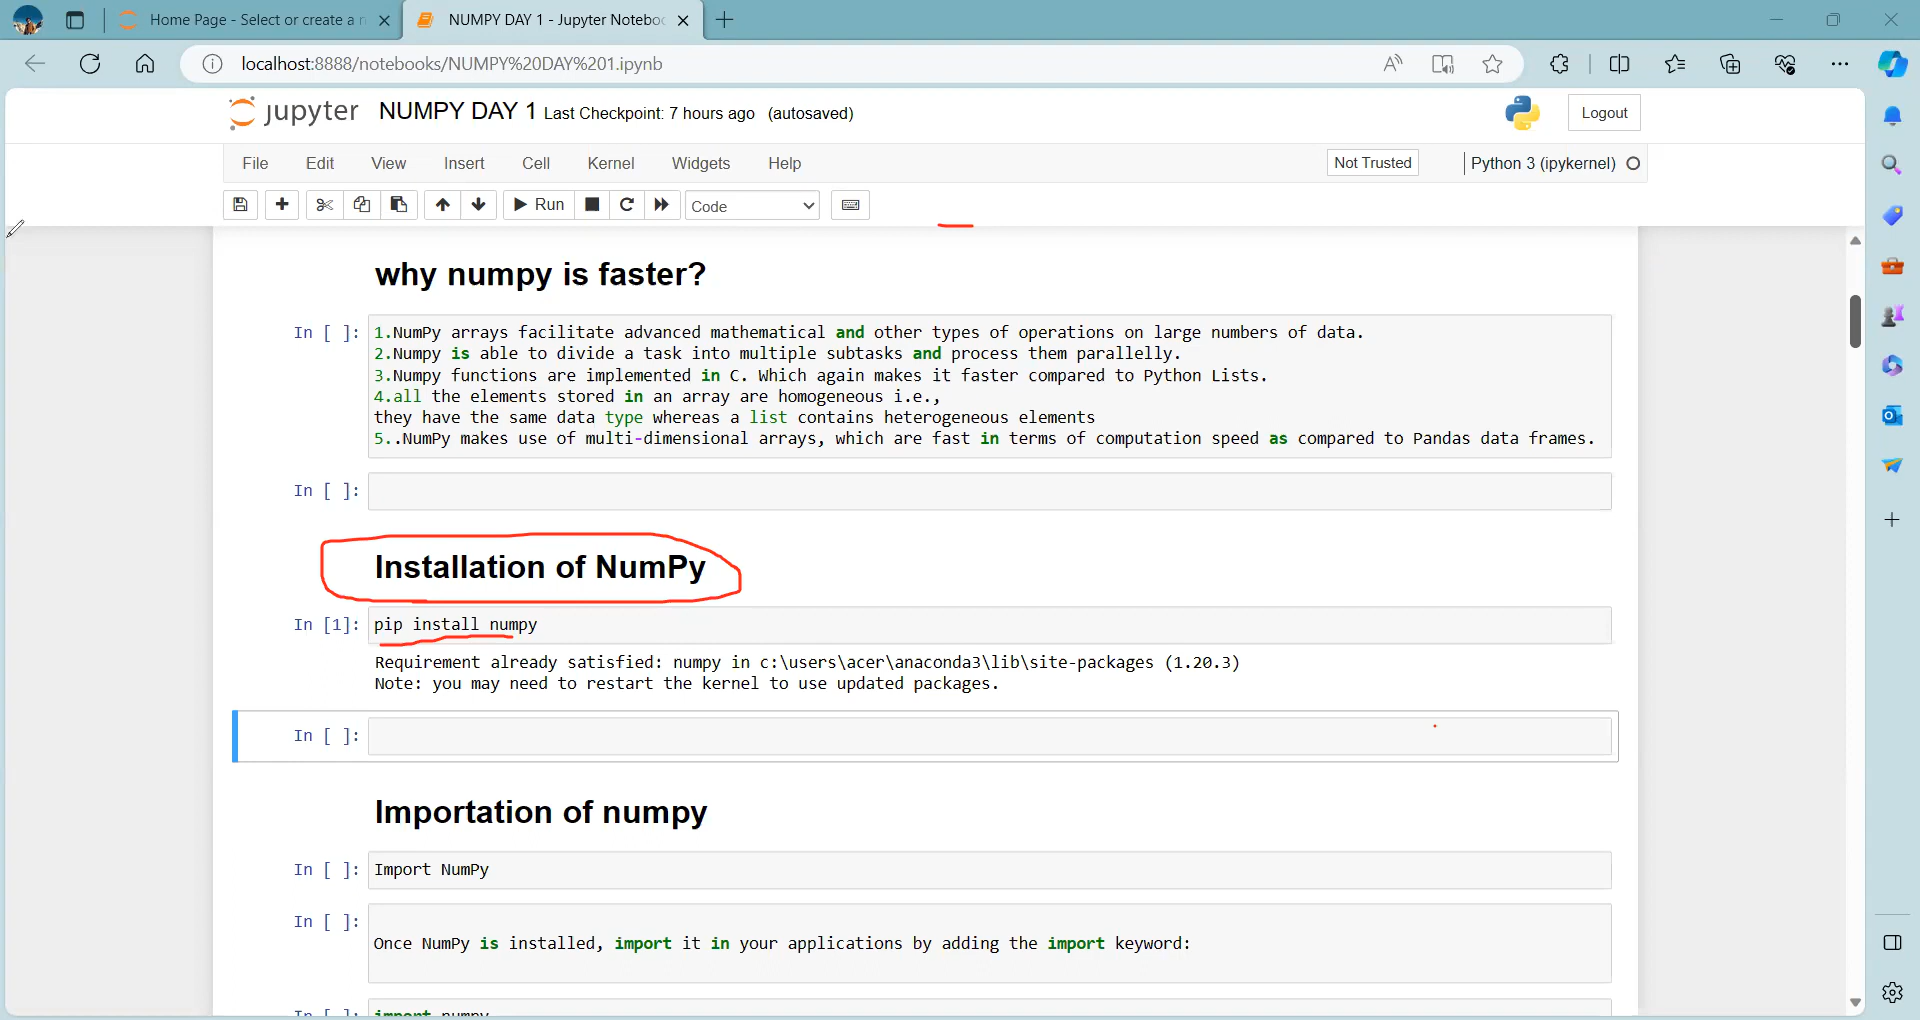 Home Page - Select or create a n
NUMPY DAY 1 - Jupyter Noteboo
localhost:8888/notebooks/NUMPY%20DAY%201.ipynb
jupyter NUMPY DAY 1 Last Checkpoint: 7 hours ago (autosaved)
Logout
File Edit View Insert Cell Kernel Widgets Help
Not Trusted
Python 3 (ipykernel)
Run
Code
why numpy is faster?
In [ ]: 1.NumPy arrays facilitate advanced mathematical and other types of operations on large numbers of data.
2.Numpy is able to divide a task into multiple subtasks and process them parallelly.
3.Numpy functions are implemented in C. Which again makes it faster compared to Python Lists.
4.all the elements stored in an array are homogeneous i.e.,
they have the same data type whereas a list contains heterogeneous elements
5..NumPy makes use of multi-dimensional arrays, which are fast in terms of computation speed as compared to Pandas data frames.
In [ ]:
Installation of NumPy
In [1]: pip install numpy
Requirement already satisfied: numpy in c:\users\acer\anaconda3\lib\site-packages (1.20.3)
Note: you may need to restart the kernel to use updated packages.
In [ ]:
Importation of numpy
In [ ]: Import NumPy
In [ ]:
Once NumPy is installed, import it in your applications by adding the import keyword:
In [ ]: import numpy